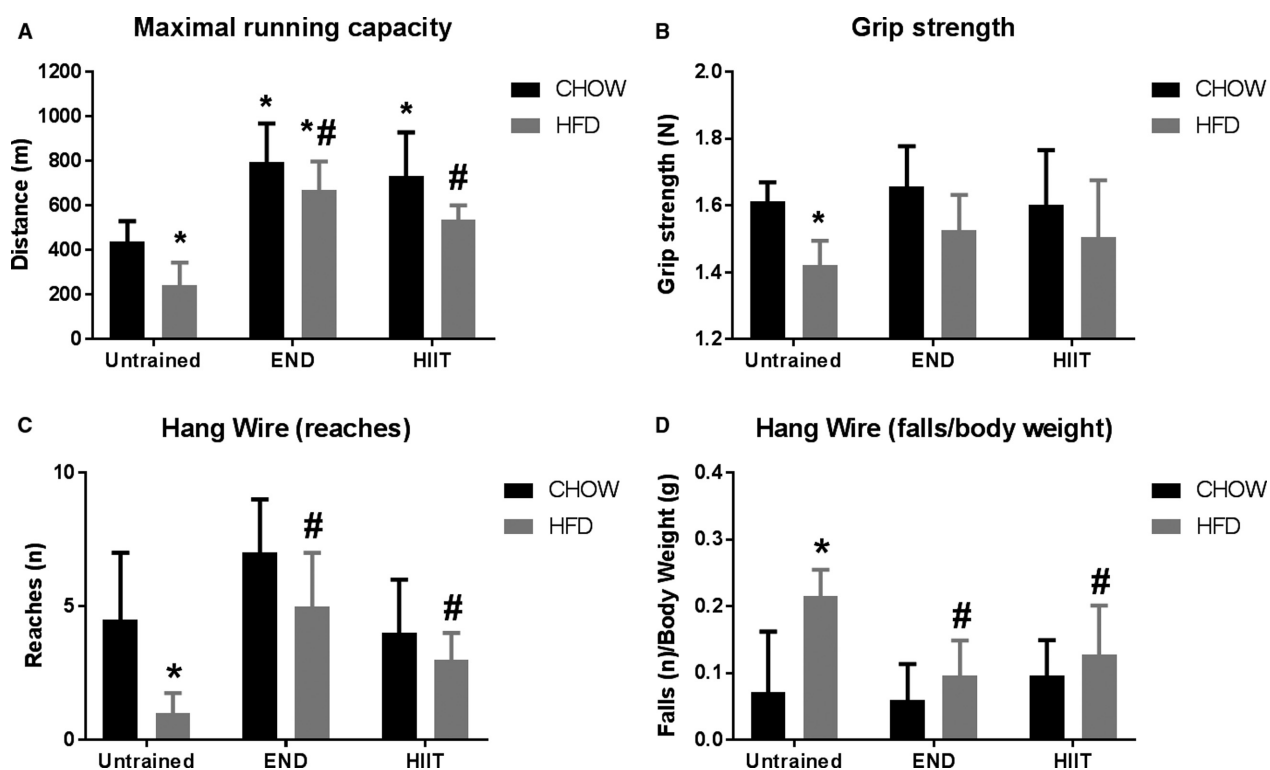 A
Maximal running capacity
1200
1000
800
600
400
200
0
Distance (m)
*
*
*#
*
#
Untrained
END
HIIT
CHOW
HFD
B
Grip strength
2.0
1.8
1.6
1.4
1.2
Grip strength (N)
*
Untrained
END
HIIT
CHOW
HFD
C
Hang Wire (reaches)
10
5
0
Reaches (n)
*
#
#
Untrained
END
HIIT
CHOW
HFD
D
Hang Wire (falls/body weight)
0.4
0.3
0.2
0.1
0.0
Falls (n)/Body Weight (g)
*
#
#
Untrained
END
HIIT
CHOW
HFD